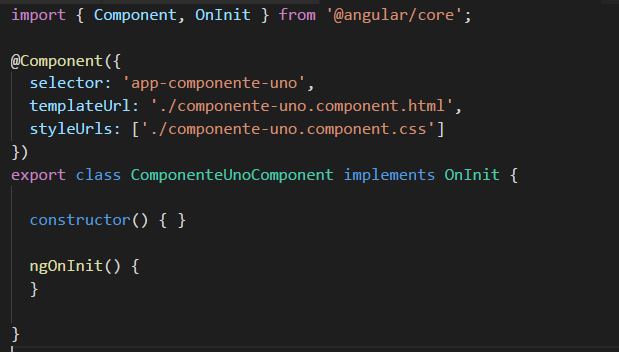 import { Component, OnInit } from '@angular/core';
@Component({
selector: 'app-componente-uno',
templateUrl: './componente-uno.component.html',
styleUrls: ['./componente-uno.component.css']
})
export class ComponenteUnoComponent implements OnInit {
constructor() { }
ngOnInit() {
}
}